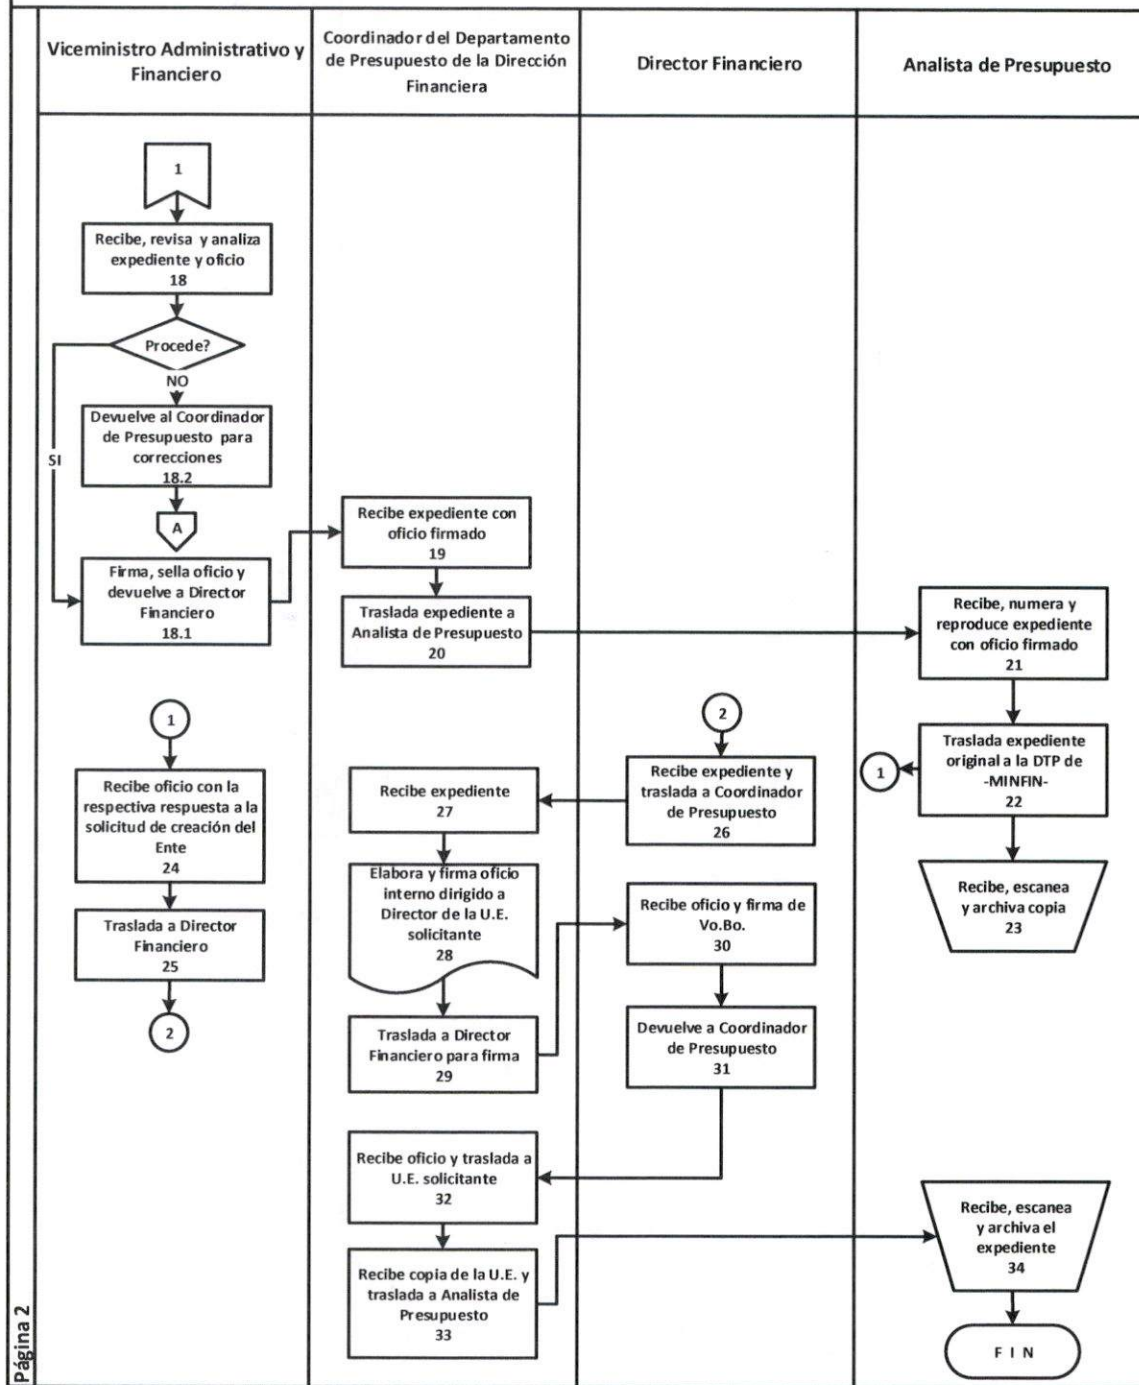 Viceministro Administrativo y
Financiero
Coordinador del Departamento
de Presupuesto de la Dirección
Financiera
Director Financiero
Analista de Presupuesto
1
Recibe, revisa y analiza
expediente y oficio
18
Procede?
NO
SI
Devuelve al Coordinador
de Presupuesto para
correcciones
18.2
A
Firma, sella oficio y
devuelve a Director
Financiero
18.1
Recibe expediente con
oficio firmado
19
Traslada expediente a
Analista de Presupuesto
20
Recibe, numera y
reproduce expediente
con oficio firmado
21
Traslada expediente
original a la DTP de
-MINFIN-
22
1
Recibe, escanea
y archiva copia
23
1
Recibe oficio con la
respectiva respuesta a la
solicitud de creación del
Ente
24
Traslada a Director
Financiero
25
2
2
Recibe expediente y
traslada a Coordinador
de Presupuesto
26
Recibe expediente
27
Elabora y firma oficio
interno dirigido a
Director de la U.E.
solicitante
28
Traslada a Director
Financiero para firma
29
Recibe oficio y firma de
Vo.Bo.
30
Devuelve a Coordinador
de Presupuesto
31
Recibe oficio y traslada a
U.E. solicitante
32
Recibe copia de la U.E. y
traslada a Analista de
Presupuesto
33
Recibe, escanea
y archiva el
expediente
34
F I N
Página 2